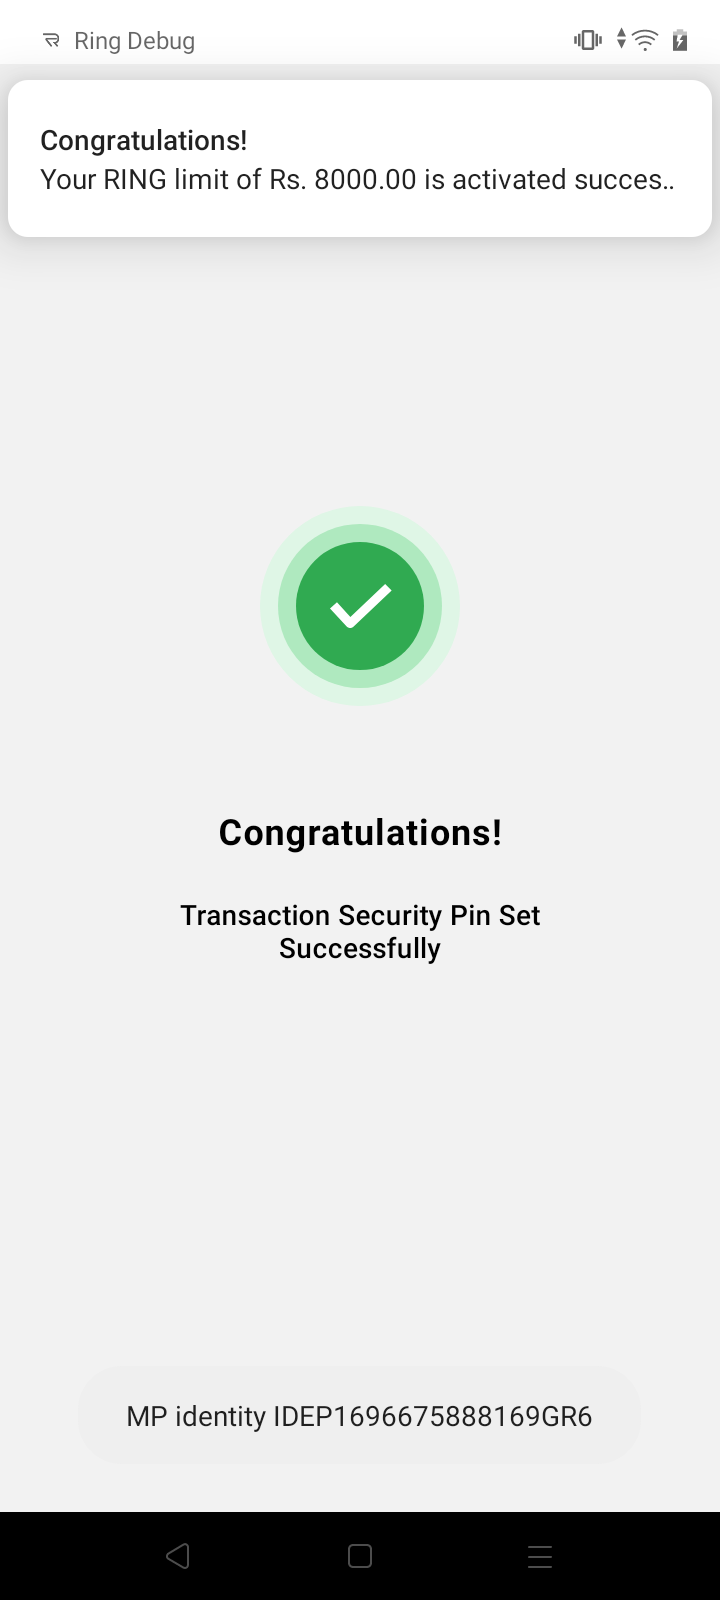 Ring Debug
Congratulations!
Your RING limit of Rs. 8000.00 is activated succes..
Congratulations!
Transaction Security Pin Set
Successfully
MP identity IDEP1696675888169GR6